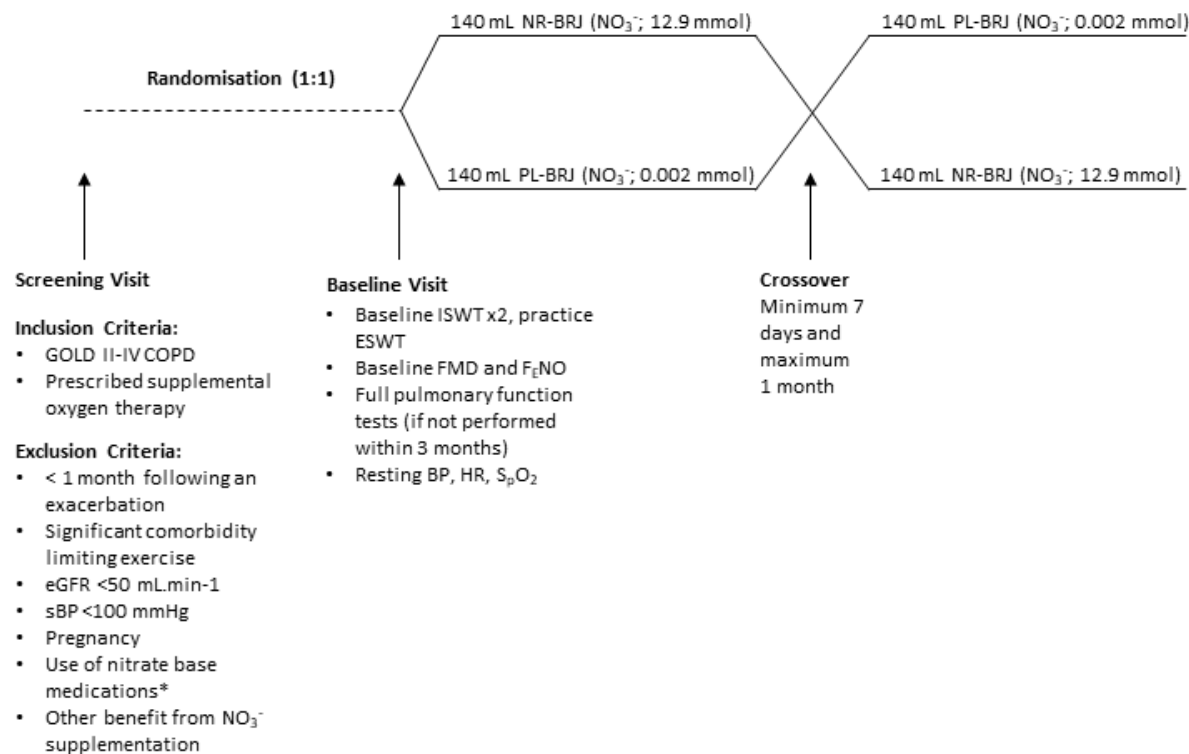 140 mL NR-BRJ (NO₃⁻; 12.9 mmol)
140 mL PL-BRJ (NO₃⁻; 0.002 mmol)
Randomisation (1:1)
140 mL PL-BRJ (NO₃⁻; 0.002 mmol)
140 mL NR-BRJ (NO₃⁻; 12.9 mmol)
Screening Visit
Inclusion Criteria:
• GOLD II-IV COPD
• Prescribed supplemental
oxygen therapy
Exclusion Criteria:
• < 1 month following an
exacerbation
• Significant comorbidity
limiting exercise
• eGFR <50 mL.min-1
• sBP <100 mmHg
• Pregnancy
• Use of nitrate base
medications*
• Other benefit from NO₃⁻
supplementation
Baseline Visit
• Baseline ISWT x2, practice
ESWT
• Baseline FMD and FᴇNO
• Full pulmonary function
tests (if not performed
within 3 months)
• Resting BP, HR, SₚO₂
Crossover
Minimum 7
days and
maximum
1 month